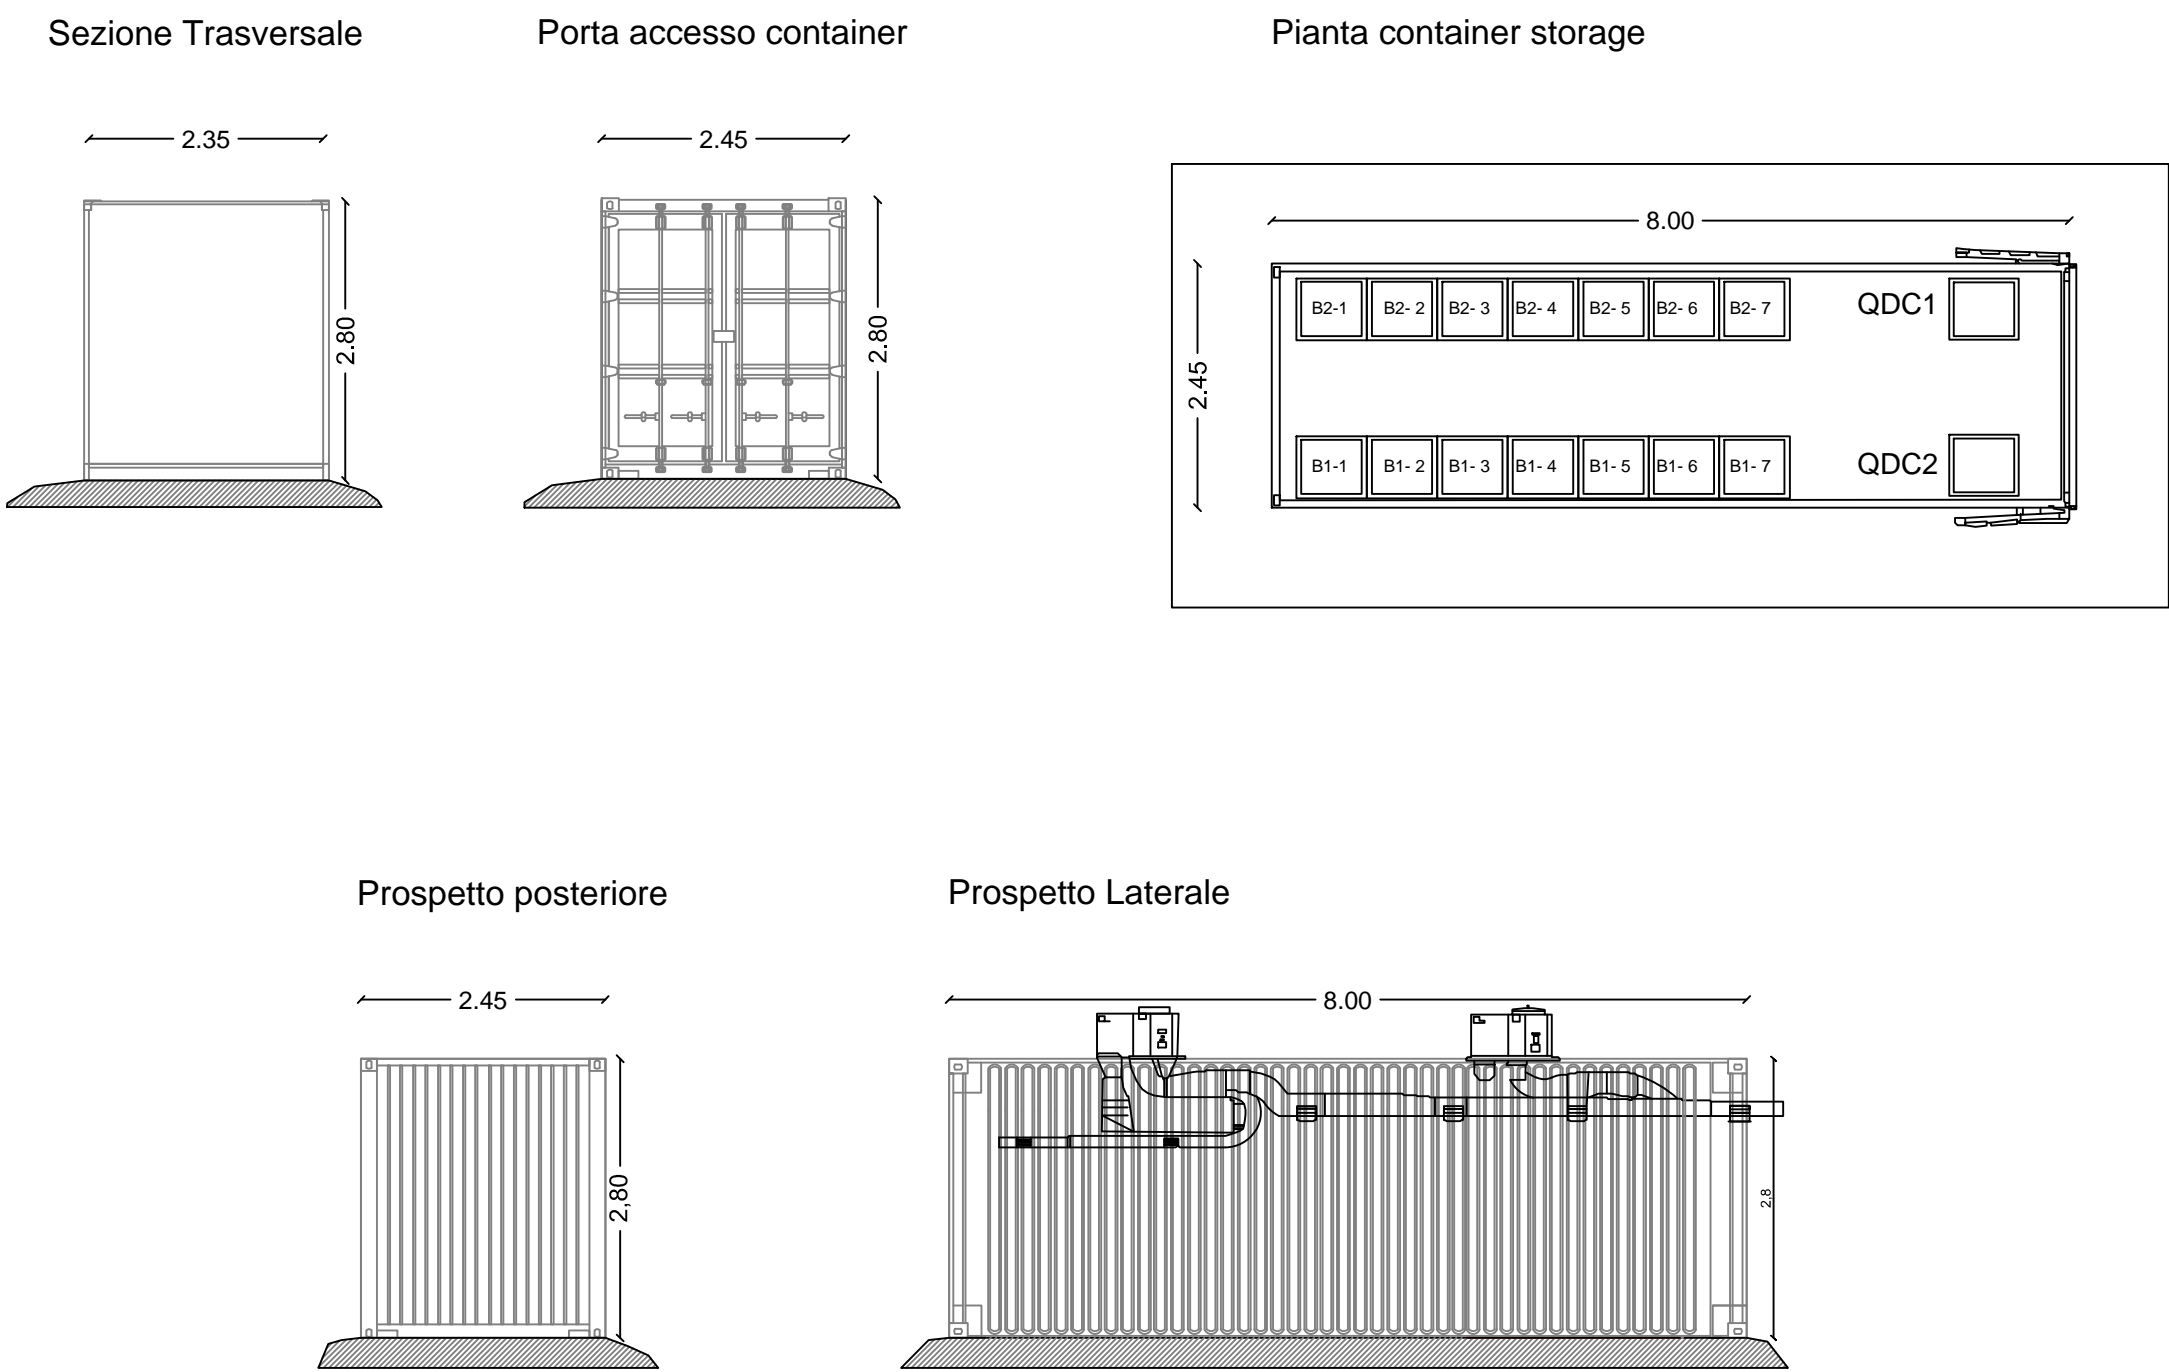 Sezione Trasversale
Porta accesso container
Pianta container storage
2.35
2.80
2.45
2.80
8.00
2.45
B2-1 B2- 2 B2- 3 B2- 4 B2- 5 B2- 6 B2- 7
QDC1
B1-1 B1- 2 B1- 3 B1- 4 B1- 5 B1- 6 B1- 7
QDC2
Prospetto posteriore
Prospetto Laterale
2.45
2,80
8.00
2,8